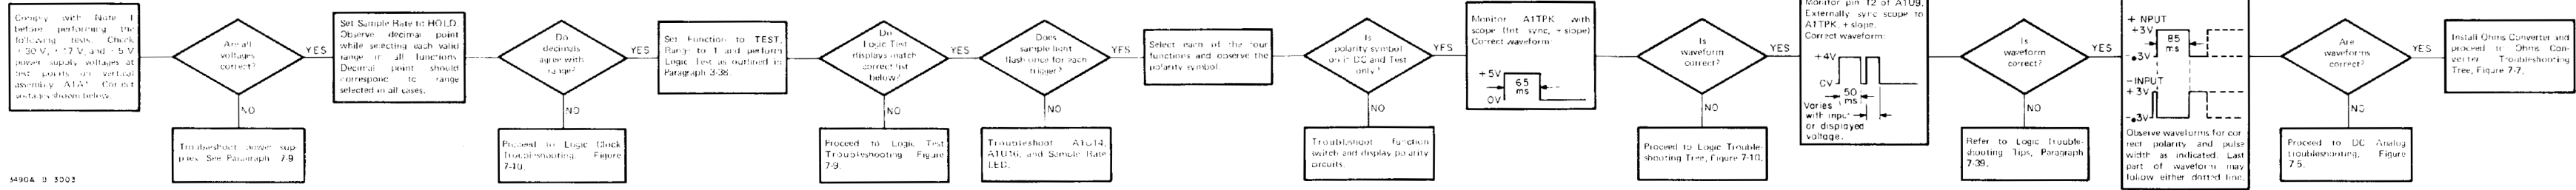 Comply with Note 1
before performing the
following tests. Check
+30 V, ± 17 V, and + 5 V
power supply voltages at
test points on vertical
assembly A1A1. Correct
voltages shown below.
Are all
voltages
correct?
YES
NO
Troubleshoot power sup
plies. See Paragraph 7-9
Set Sample Rate to HOLD.
Observe decimal point
while selecting each valid
range in all functions.
Decimal point should
correspond to range
selected in all cases.
Do
decimals
agree with
range?
YES
NO
Proceed to Logic Clock
Troubleshooting, Figure
7-10.
Set Function to TEST,
Range to 1 and perform
Logic Test as outlined in
Paragraph 3-38.
Do
Logic Test
displays match
correct list
below?
YES
NO
Proceed to Logic Test
Troubleshooting Figure
7-9.
Does
sample light
flash once for each
trigger?
YES
NO
Troubleshoot A1U14,
A1U16, and Sample Rate
LED.
Select each of the four
functions and observe the
polarity symbol.
Is
polarity symbol
on in DC and Test
only?
YES
NO
Troubleshoot function
switch and display polarity
circuits.
Monitor A1TPK with
scope (Int sync, + slope)
Correct waveform:
+5V
65
ms
0V
Is
waveform
correct?
YES
NO
Proceed to Logic Trouble-
shooting Tree, Figure 7-10.
Monitor pin 12 of A1U9.
Externally sync scope to
A1TPK, + slope.
Correct waveform:
+4V
0V
50
ms
Varies
with input
or displayed
voltage.
Is
waveform
correct?
YES
NO
Refer to Logic Trouble-
shooting Tips, Paragraph
7-39.
+ INPUT
+3V
85
ms
-.3V
-INPUT
+3V
-.3V
Observe waveforms for cor
rect polarity and pulse
width as indicated. Last
part of waveform may
follow either dotted line.
Are
waveforms
correct?
YES
NO
Proceed to DC Analog
troubleshooting, Figure
7-5.
Install Ohms Converter and
proceed to Ohms Con-
verter Troubleshooting
Tree, Figure 7-7.
3490A D 3003